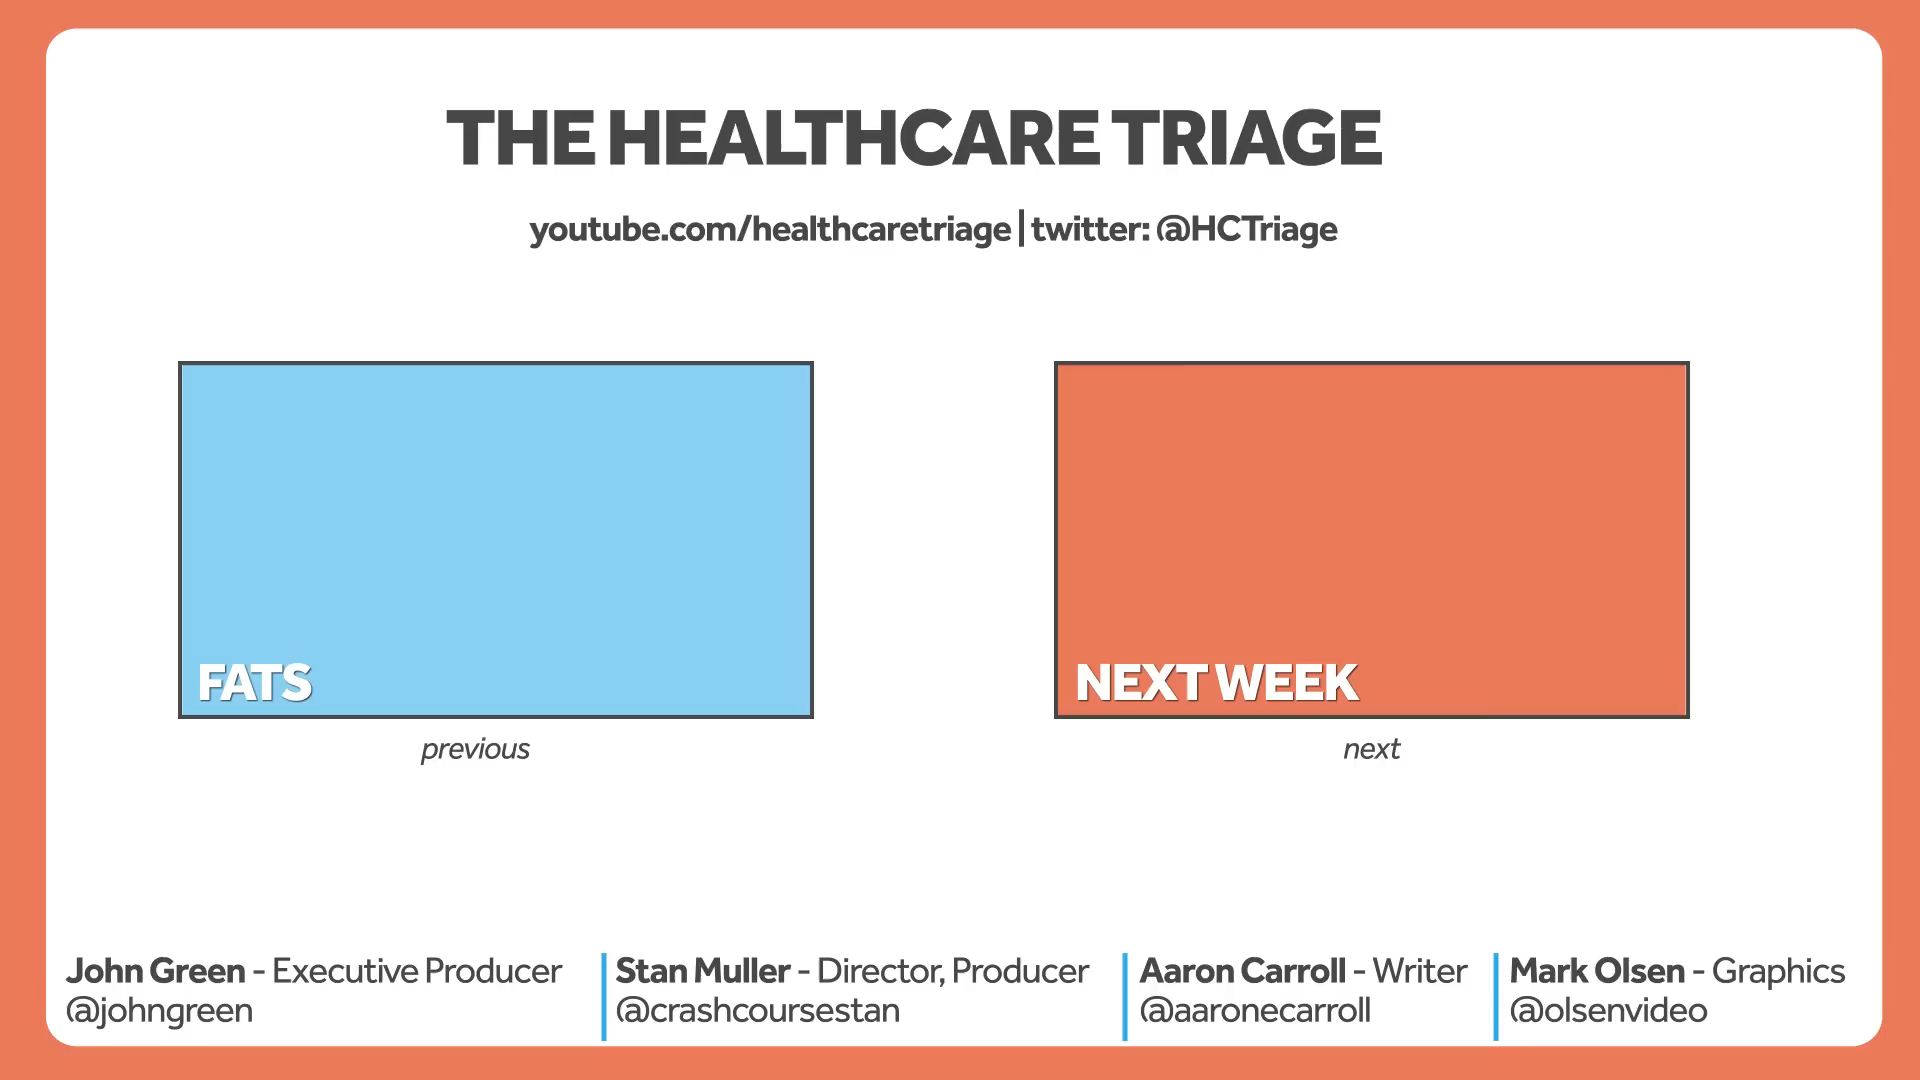 THE HEALTHCARE TRIAGE
youtube.com/healthcaretriage | twitter: @HCTriage
FATS
previous
NEXT WEEK
next
John Green - Executive Producer
@johngreen
Stan Muller - Director, Producer
@crashcoursestan
Aaron Carroll - Writer
@aaronecarroll
Mark Olsen - Graphics
@olsenvideo